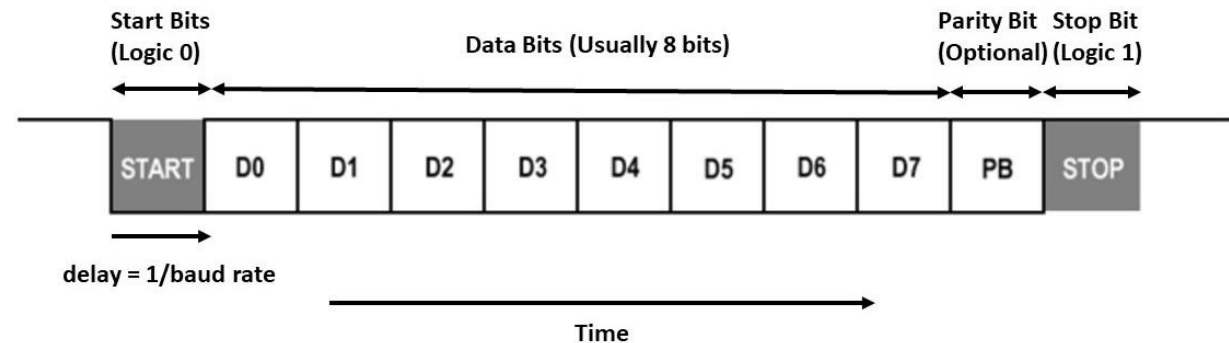 Start Bits
(Logic 0)
Data Bits (Usually 8 bits)
Parity Bit
(Optional)
Stop Bit
(Logic 1)
START
D0
D1
D2
D3
D4
D5
D6
D7
PB
STOP
delay = 1/baud rate
Time